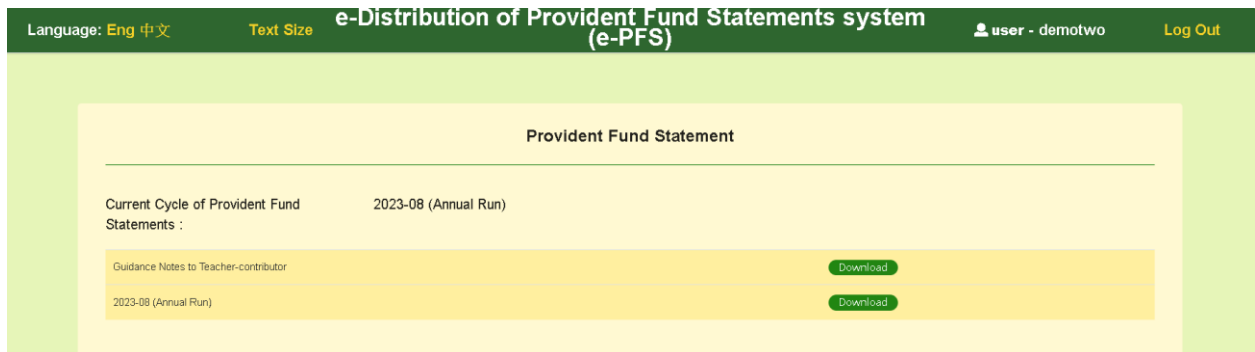 Language: Eng 中文
Text Size
e-Distribution of Provident Fund Statements system
(e-PFS)
user - demotwo
Log Out
Provident Fund Statement
Current Cycle of Provident Fund
Statements :
2023-08 (Annual Run)
Guidance Notes to Teacher-contributor
Download
2023-08 (Annual Run)
Download